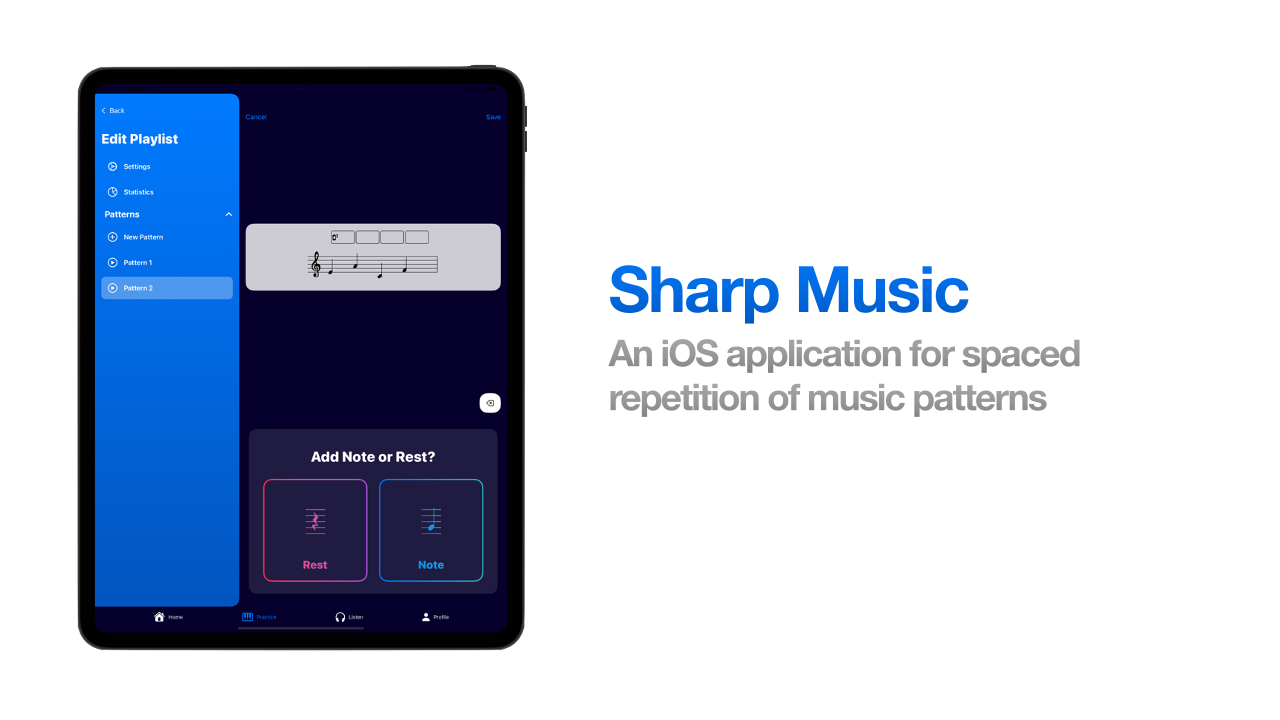 Back
Edit Playlist
Settings
Statistics
Patterns
New Pattern
Pattern 1
Pattern 2
Cancel
Save
Add Note or Rest?
Rest
Note
Home
Practice
Listen
Profile
Sharp Music
An iOS application for spaced
repetition of music patterns